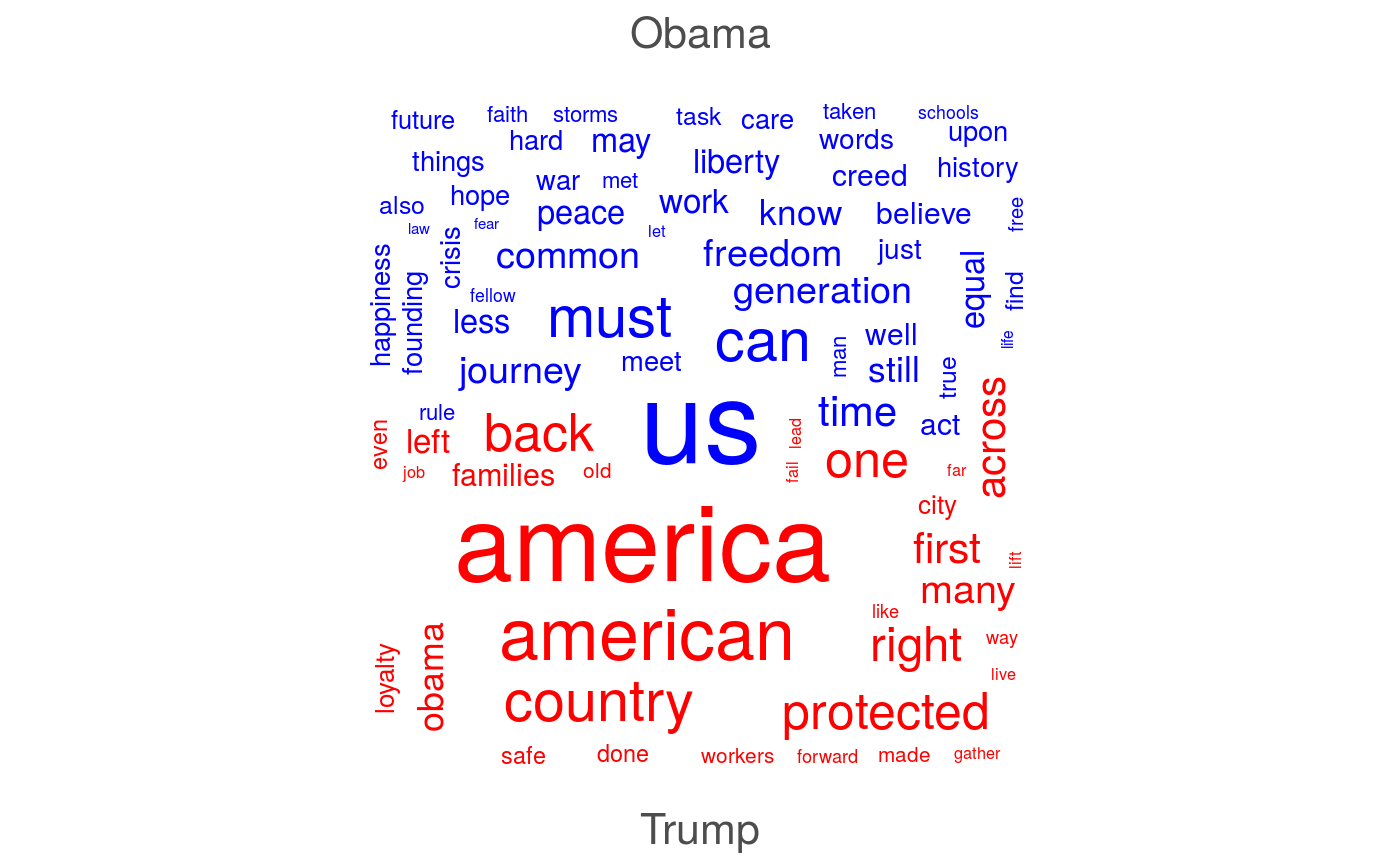 Obama
future
faith
storms
task
care
taken
schools
hard
may
words
upon
things
liberty
creed
history
war
met
hope
work
know
believe
free
also
peace
law
fear
let
crisis
common
freedom
just
equal
happiness
founding
fellow
generation
find
less
must
can
man
well
life
journey
meet
still
true
rule
us
time
act
across
even
left
back
lead
one
job
families
old
fail
far
city
america
first
lift
many
like
american
right
way
loyalty
obama
live
country
protected
safe
done
workers
forward
made
gather
Trump